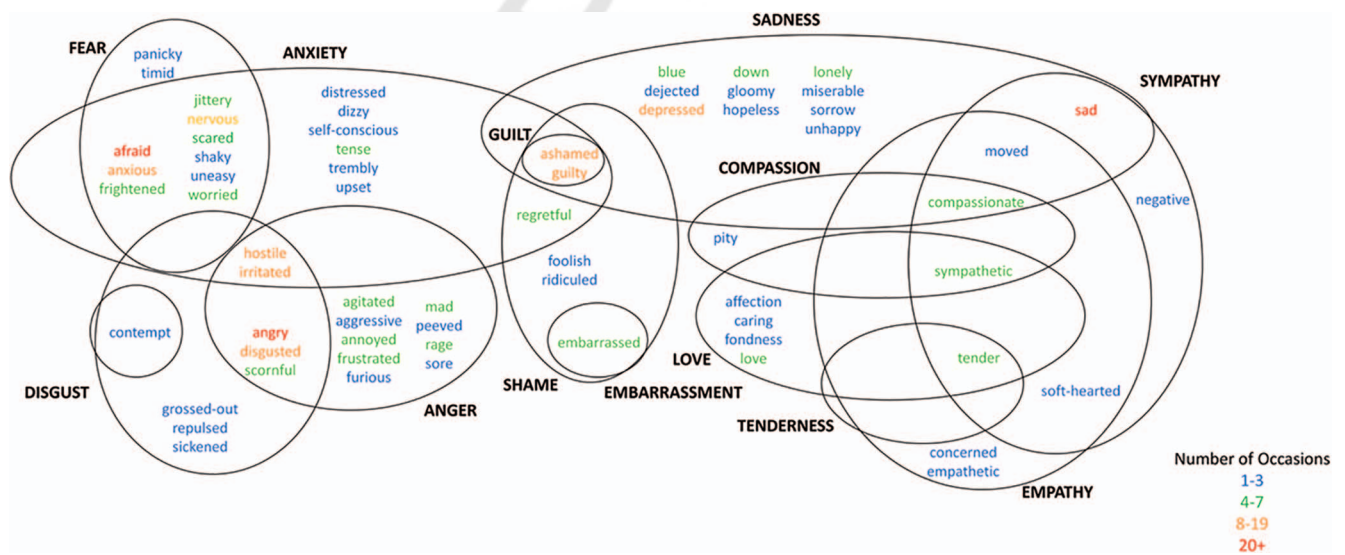 SADNESS
FEAR
ANXIETY
SYMPATHY
panicky
timid
jittery
nervous
scared
shaky
uneasy
worried
afraid
anxious
frightened
distressed
dizzy
self-conscious
tense
trembly
upset
GUILT
ashamed
guilty
regretful
foolish
ridiculed
embarrassed
blue
dejected
depressed
down
gloomy
hopeless
lonely
miserable
sorrow
unhappy
sad
moved
COMPASSION
compassionate
negative
pity
sympathetic
hostile
irritated
contempt
angry
disgusted
scornful
agitated
aggressive
annoyed
frustrated
furious
mad
peeved
rage
sore
affection
caring
fondness
love
LOVE
tender
soft-hearted
DISGUST
SHAME
EMBARRASSMENT
ANGER
TENDERNESS
grossed-out
repulsed
sickened
concerned
empathetic
EMPATHY
Number of Occasions
1-3
4-7
8-19
20+